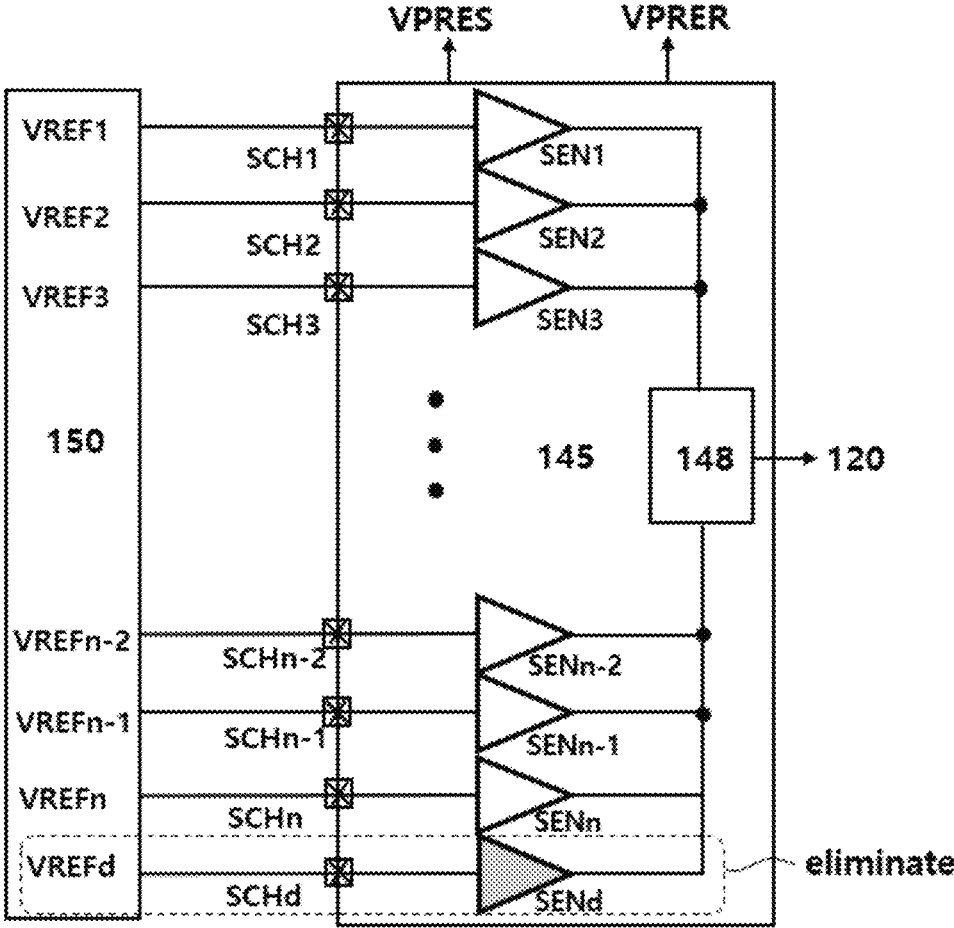 VPRES VPRER
VREF1
SCH1
SEN1
VREF2
SCH2
SEN2
VREF3
SCH3
SEN3
150
145
148
120
VREFn-2
SCHn-2
SENn-2
VREFn-1
SCHn-1
SENn-1
VREFn
SCHn
SENn
VREFd
SCHd
SENd
eliminate